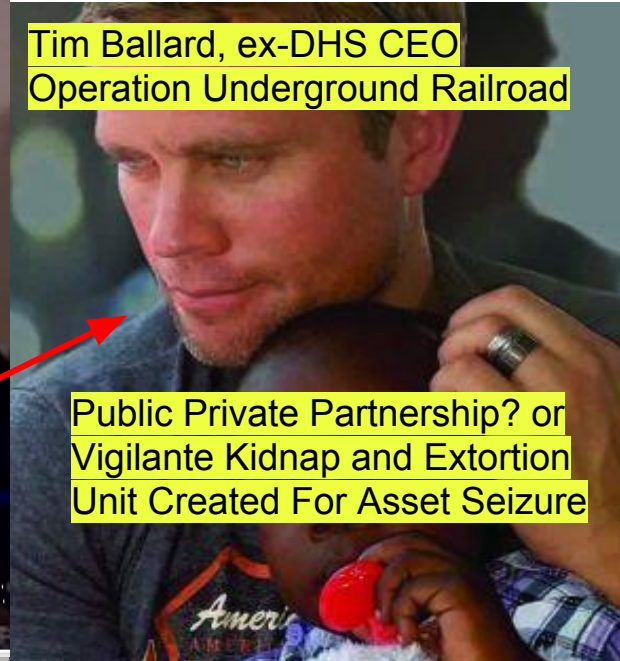 Tim Ballard, ex-DHS CEO
Operation Underground Railroad
Public Private Partnership? or
Vigilante Kidnap and Extortion
Unit Created For Asset Seizure